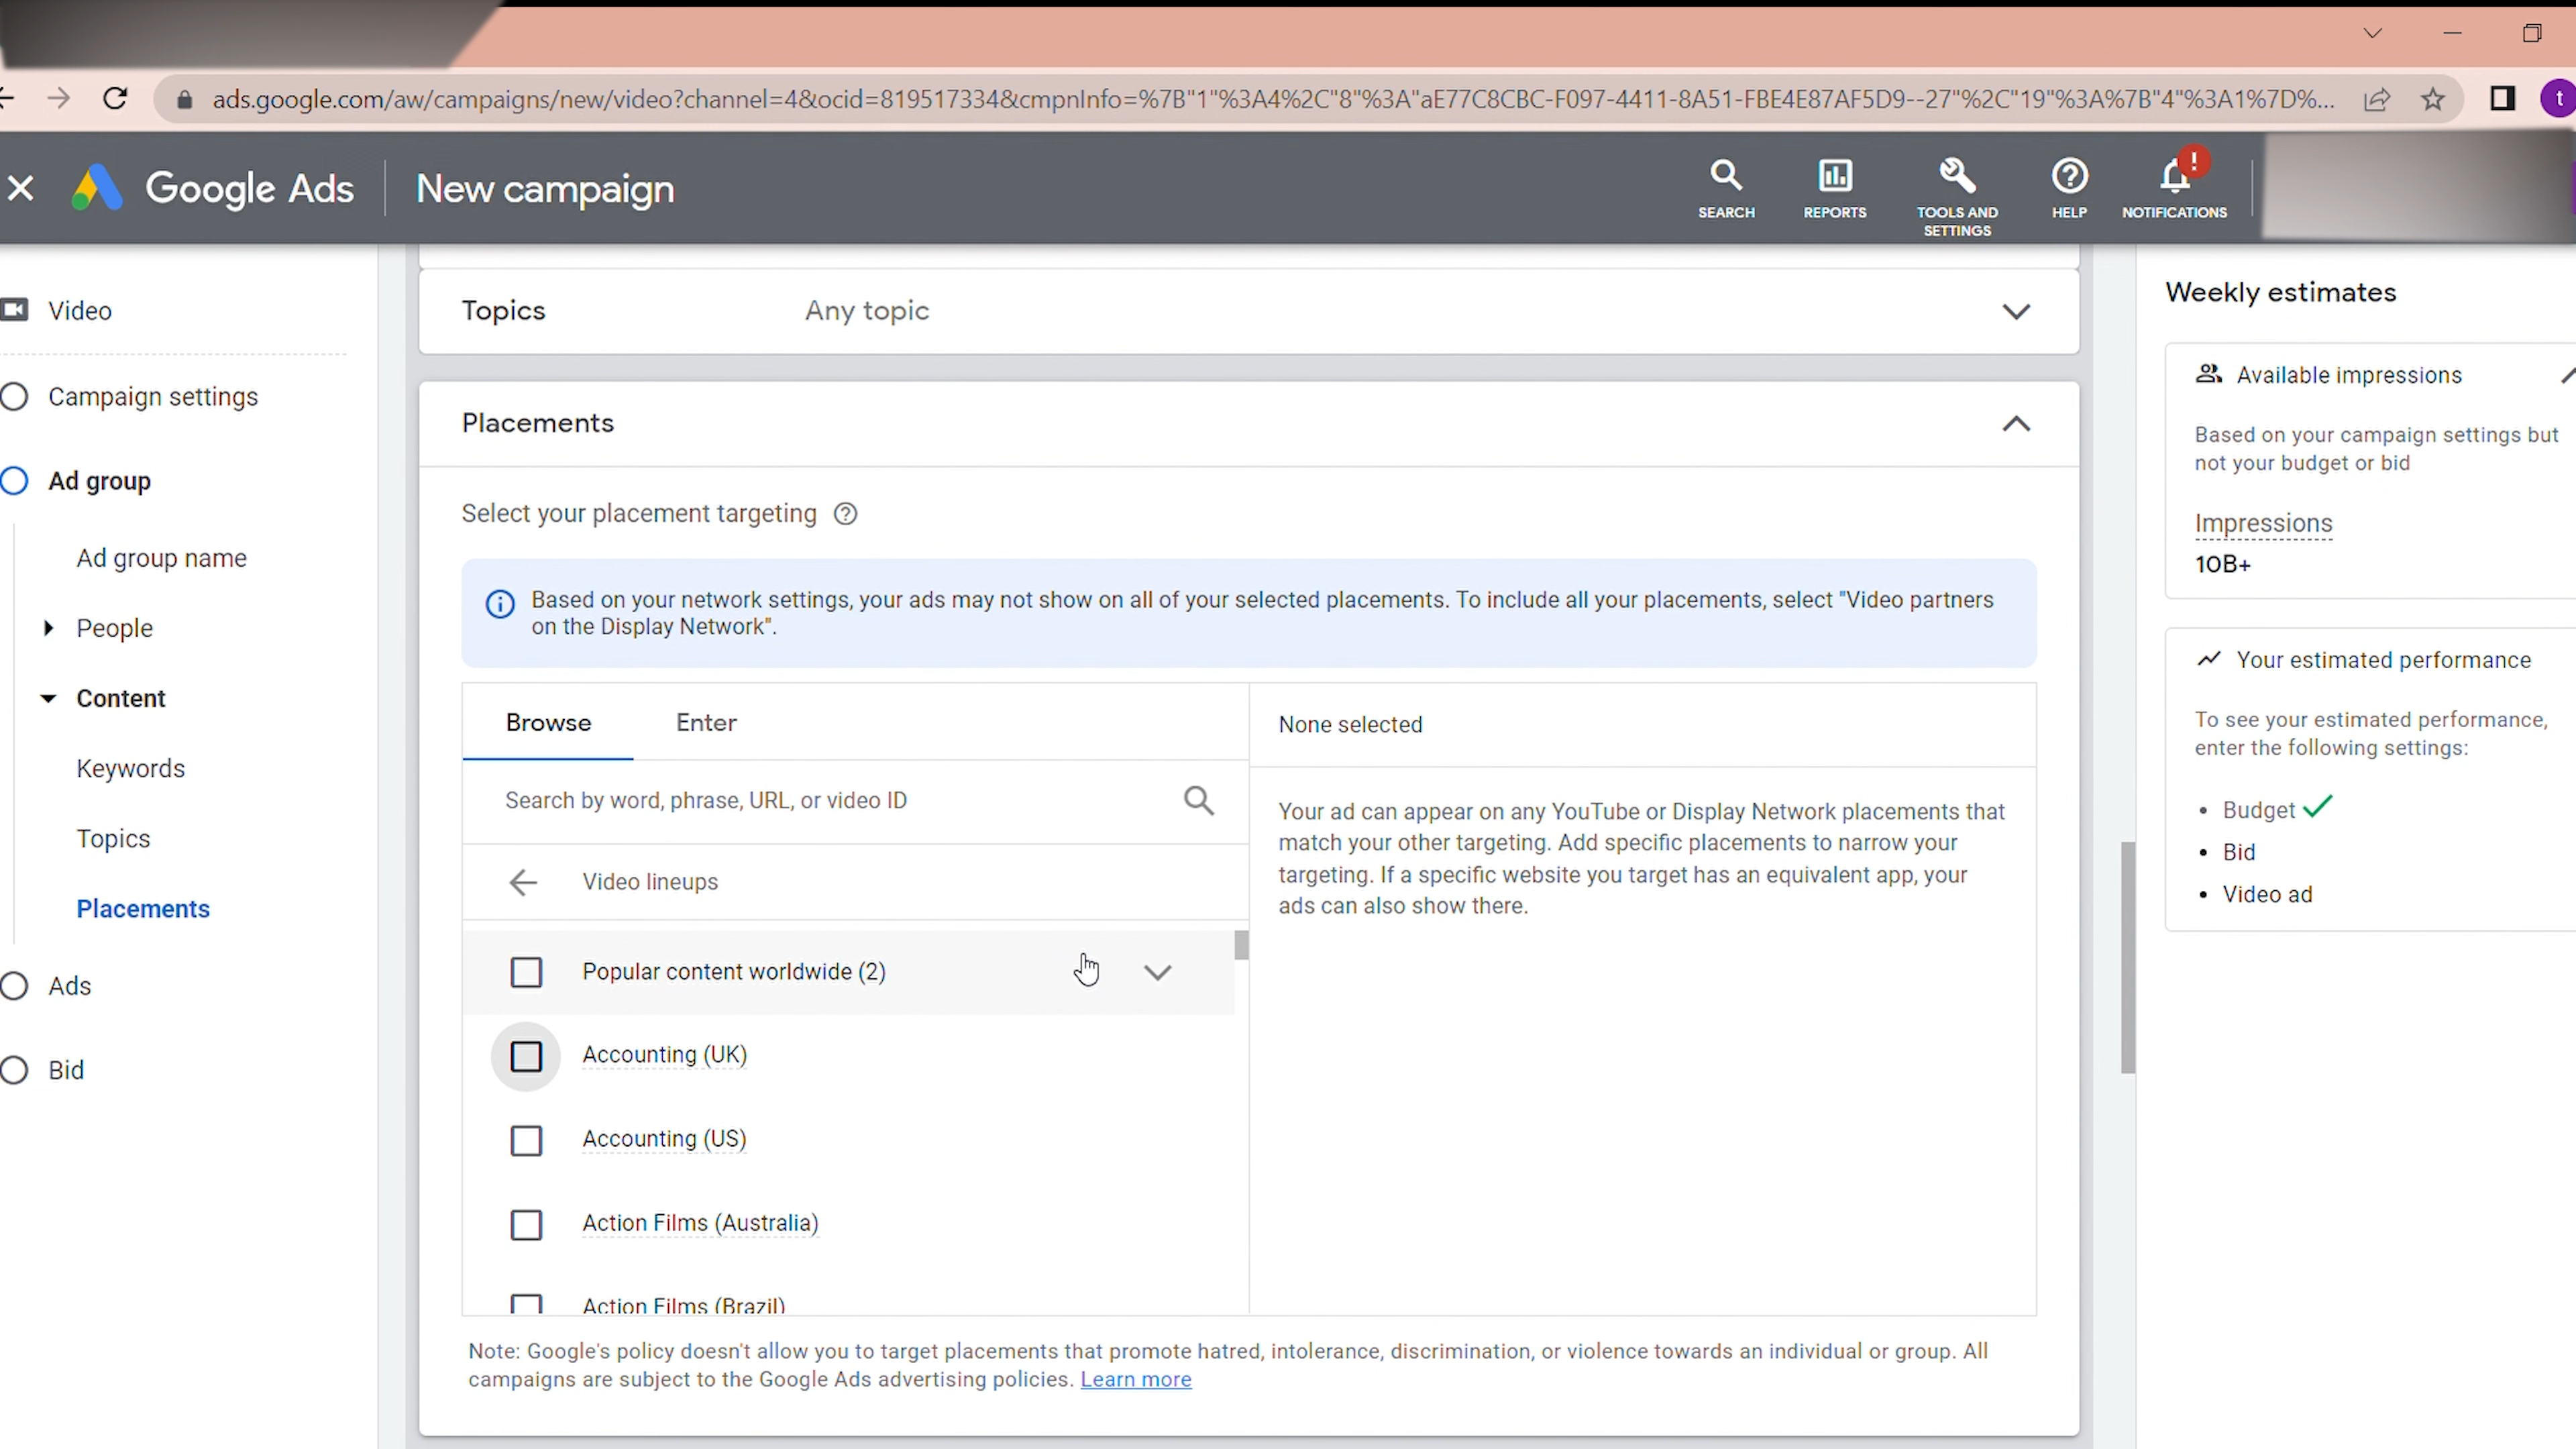 ads.google.com/aw/campaigns/new/video?channel=4&ocid=819517334&cmpnInfo=%7B"1"%3A4%2C"8"%3A"aE77C8CBC-F097-4411-8A51-FBE4E87AF5D9--27"%2C"19"%3A%7B"4"%3A1%7D%...
t
Google Ads
New campaign
SEARCH
REPORTS
TOOLS AND
SETTINGS
HELP
NOTIFICATIONS
!
Video
Campaign settings
Ad group
Ad group name
People
Content
Keywords
Topics
Placements
Ads
Bid
Topics
Any topic
Placements
Select your placement targeting
Based on your network settings, your ads may not show on all of your selected placements. To include all your placements, select "Video partners
on the Display Network".
Browse
Enter
Search by word, phrase, URL, or video ID
Video lineups
Popular content worldwide (2)
Accounting (UK)
Accounting (US)
Action Films (Australia)
Action Films (Brazil)
None selected
Your ad can appear on any YouTube or Display Network placements that
match your other targeting. Add specific placements to narrow your
targeting. If a specific website you target has an equivalent app, your
ads can also show there.
Note: Google's policy doesn't allow you to target placements that promote hatred, intolerance, discrimination, or violence towards an individual or group. All
campaigns are subject to the Google Ads advertising policies. Learn more
Weekly estimates
Available impressions
Based on your campaign settings but
not your budget or bid
Impressions
10B+
Your estimated performance
To see your estimated performance,
enter the following settings:
• Budget
• Bid
• Video ad